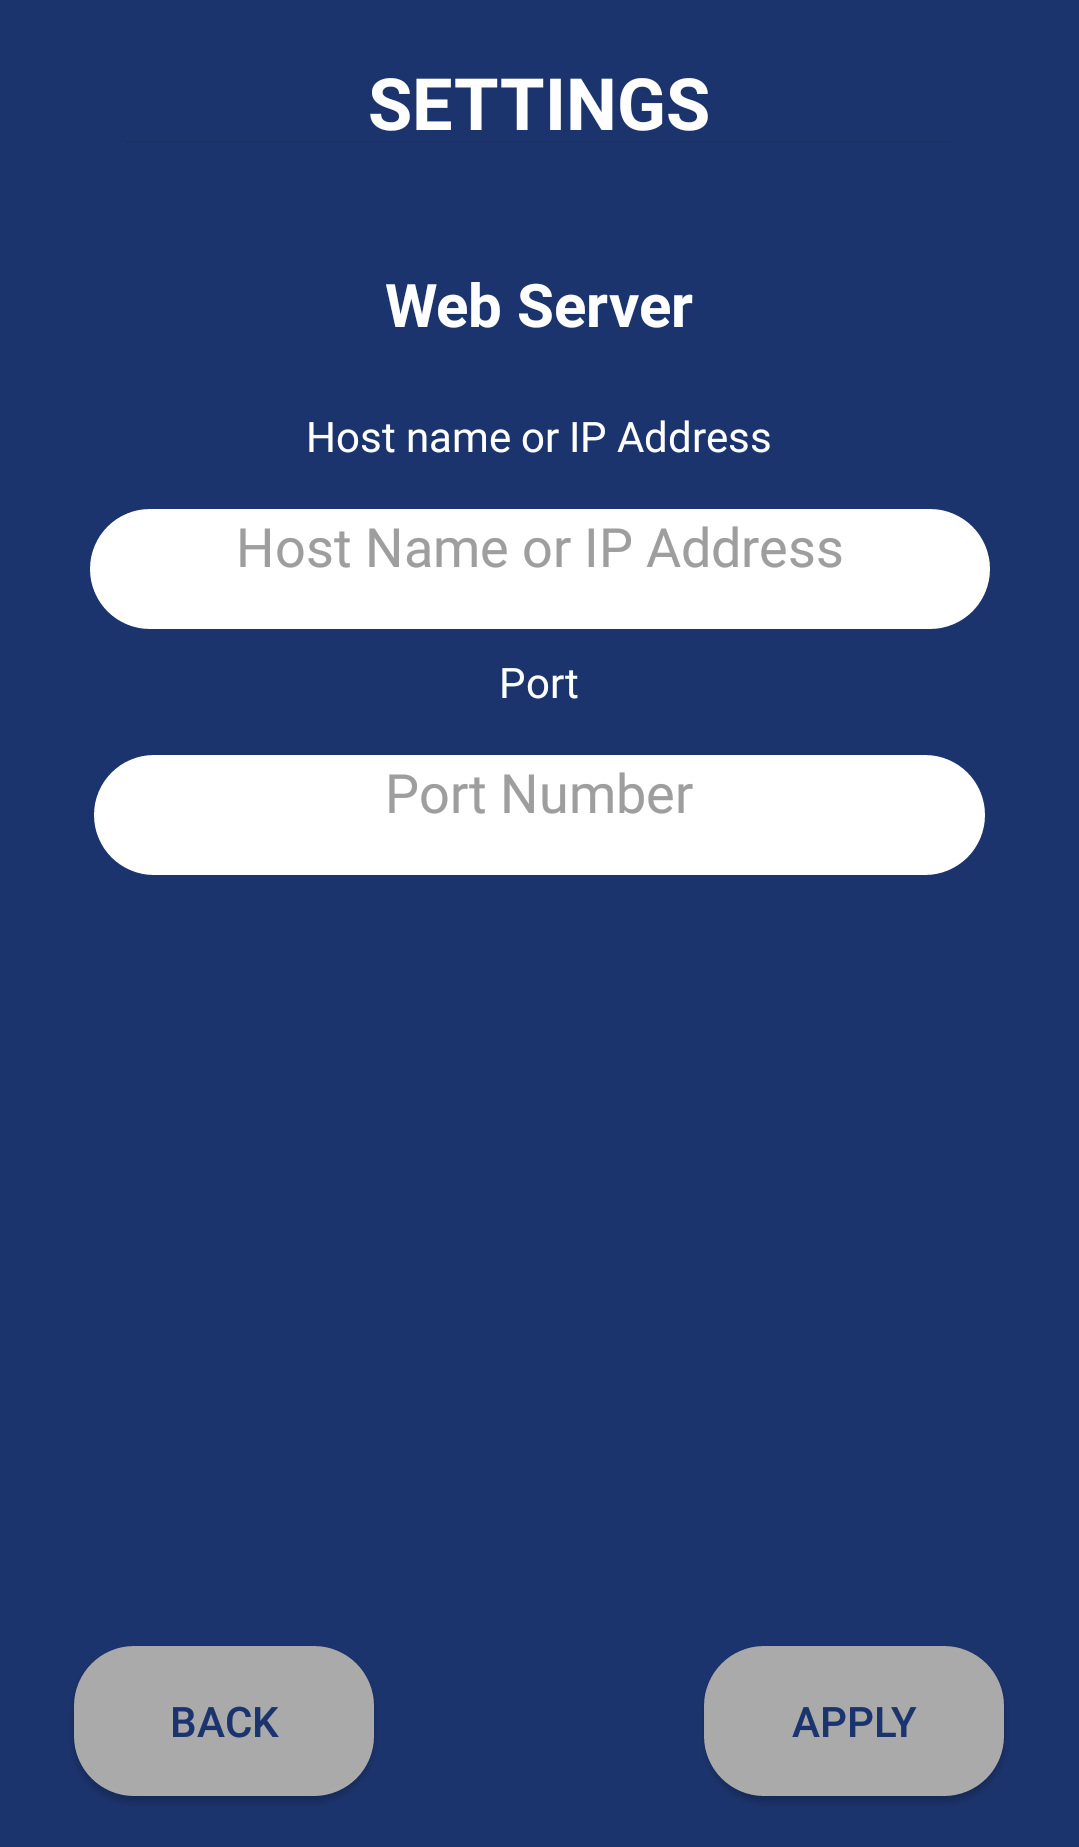 SETTINGS
Web Server
Host name or IP Address
Host Name or IP Address
Port
Port Number
BACK
APPLY